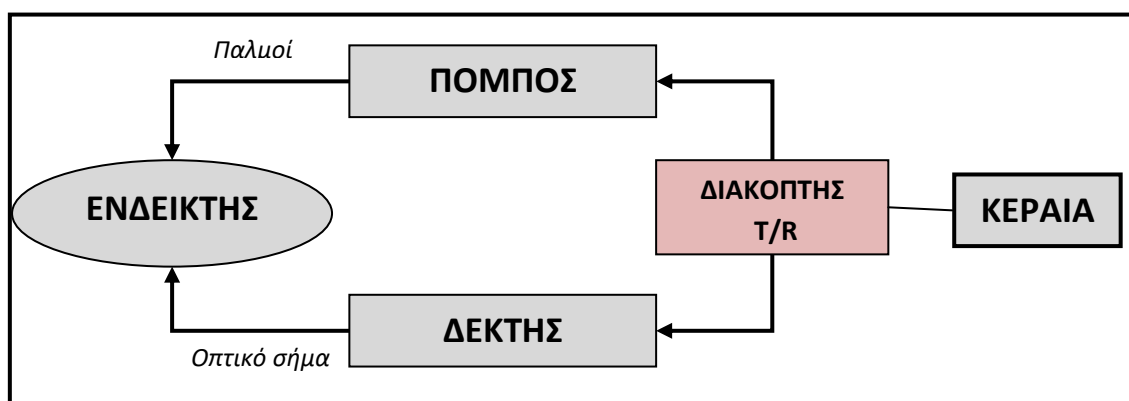 Παλμοί
ΠΟΜΠΟΣ
ΕΝΔΕΙΚΤΗΣ
ΔΙΑΚΟΠΤΗΣ
T/R
ΚΕΡΑΙΑ
ΔΕΚΤΗΣ
Οπτικό σήμα